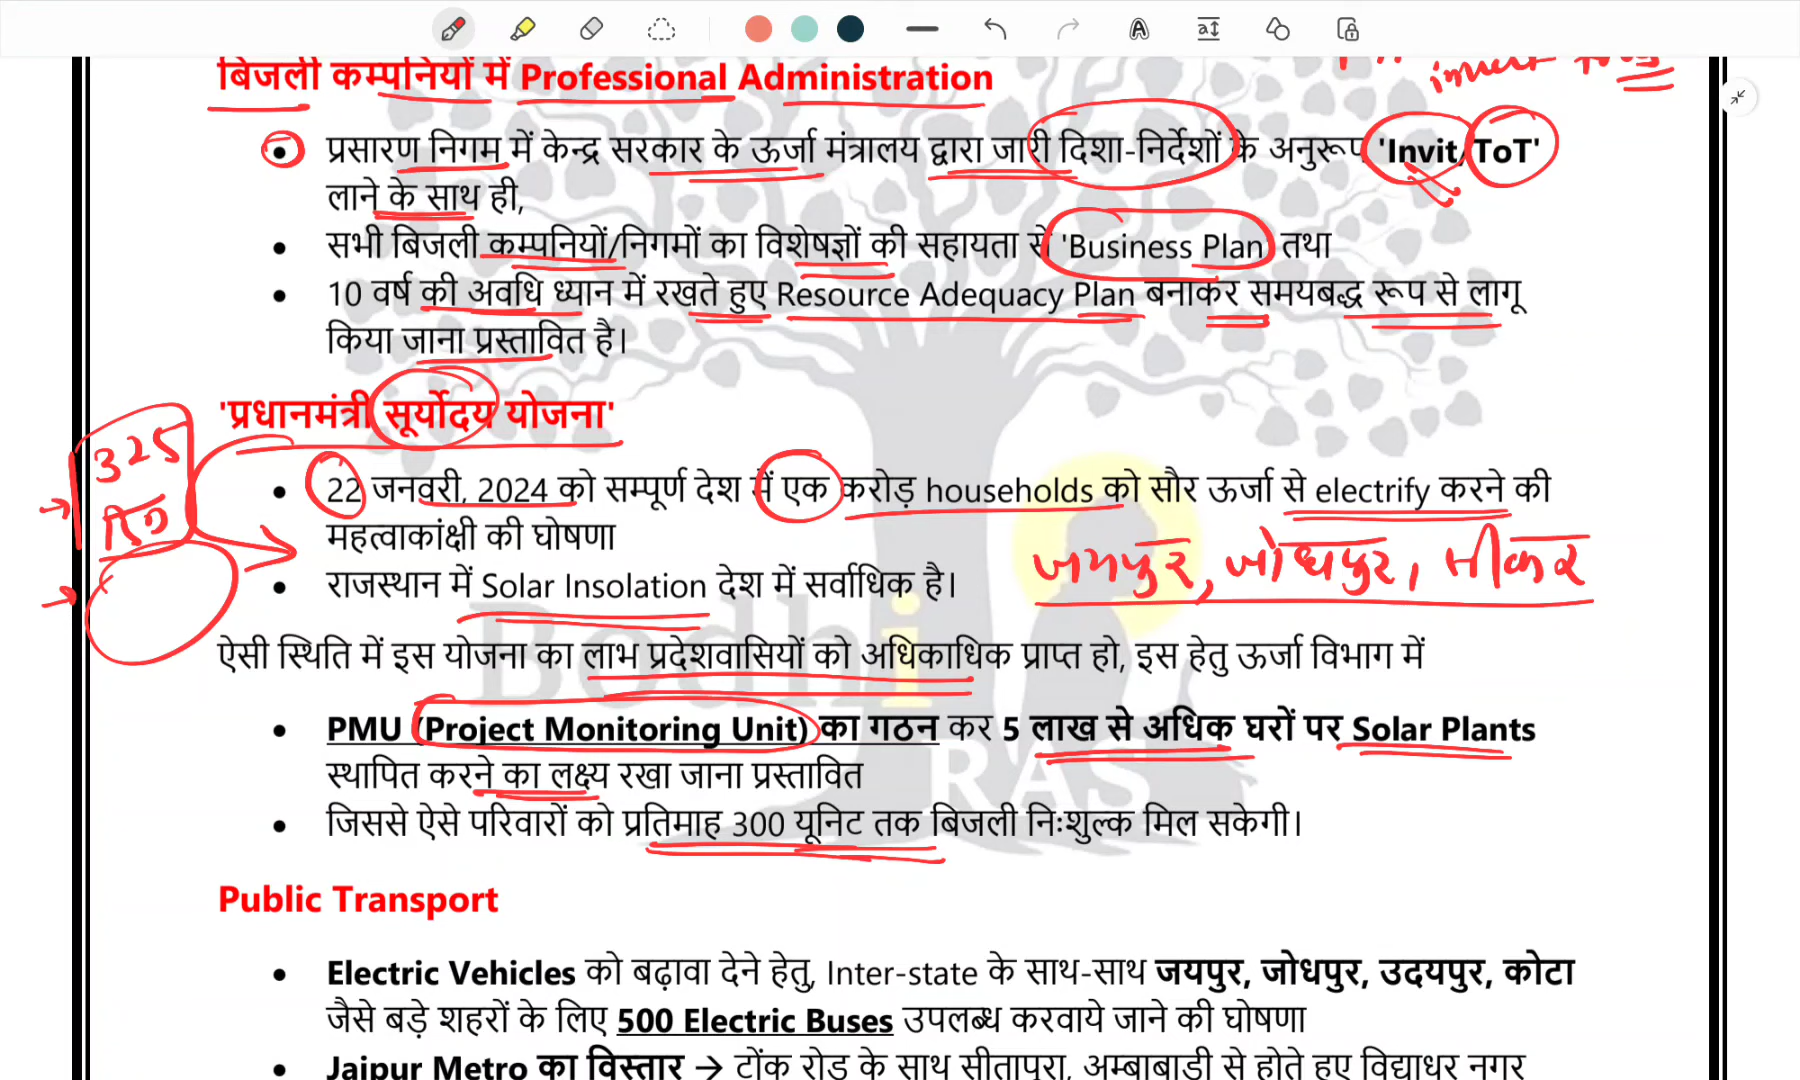 invest
बिजली कम्पनियों में Professional Administration
• प्रसारण निगम में केन्द्र सरकार के ऊर्जा मंत्रालय द्वारा जारी दिशा-निर्देशों के अनुरूप 'Invit/ToT'
लाने के साथ ही,
• सभी बिजली कम्पनियों/निगमों का विशेषज्ञों की सहायता से 'Business Plan तथा
• 10 वर्ष की अवधि ध्यान में रखते हुए Resource Adequacy Plan बनाकर समयबद्ध रूप से लागू
किया जाना प्रस्तावित है।
'प्रधानमंत्री सूर्योदय योजना'
325
दिन
• 22 जनवरी, 2024 को सम्पूर्ण देश में एक करोड़ households को सौर ऊर्जा से electrify करने की
महत्वाकांक्षी की घोषणा
जयपुर, जोधपुर, सीकर
• राजस्थान में Solar Insolation देश में सर्वाधिक है।
ऐसी स्थिति में इस योजना का लाभ प्रदेशवासियों को अधिकाधिक प्राप्त हो, इस हेतु ऊर्जा विभाग में
• PMU (Project Monitoring Unit) का गठन कर 5 लाख से अधिक घरों पर Solar Plants
स्थापित करने का लक्ष्य रखा जाना प्रस्तावित
• जिससे ऐसे परिवारों को प्रतिमाह 300 यूनिट तक बिजली निःशुल्क मिल सकेगी।
Bodhi
RAS
Public Transport
• Electric Vehicles को बढ़ावा देने हेतु, Inter-state के साथ-साथ जयपुर, जोधपुर, उदयपुर, कोटा
जैसे बड़े शहरों के लिए 500 Electric Buses उपलब्ध करवाये जाने की घोषणा
• Jaipur Metro का विस्तार → टोंक रोड के साथ सीतापुरा, अम्बाबाड़ी से होते हुए विद्याधर नगर